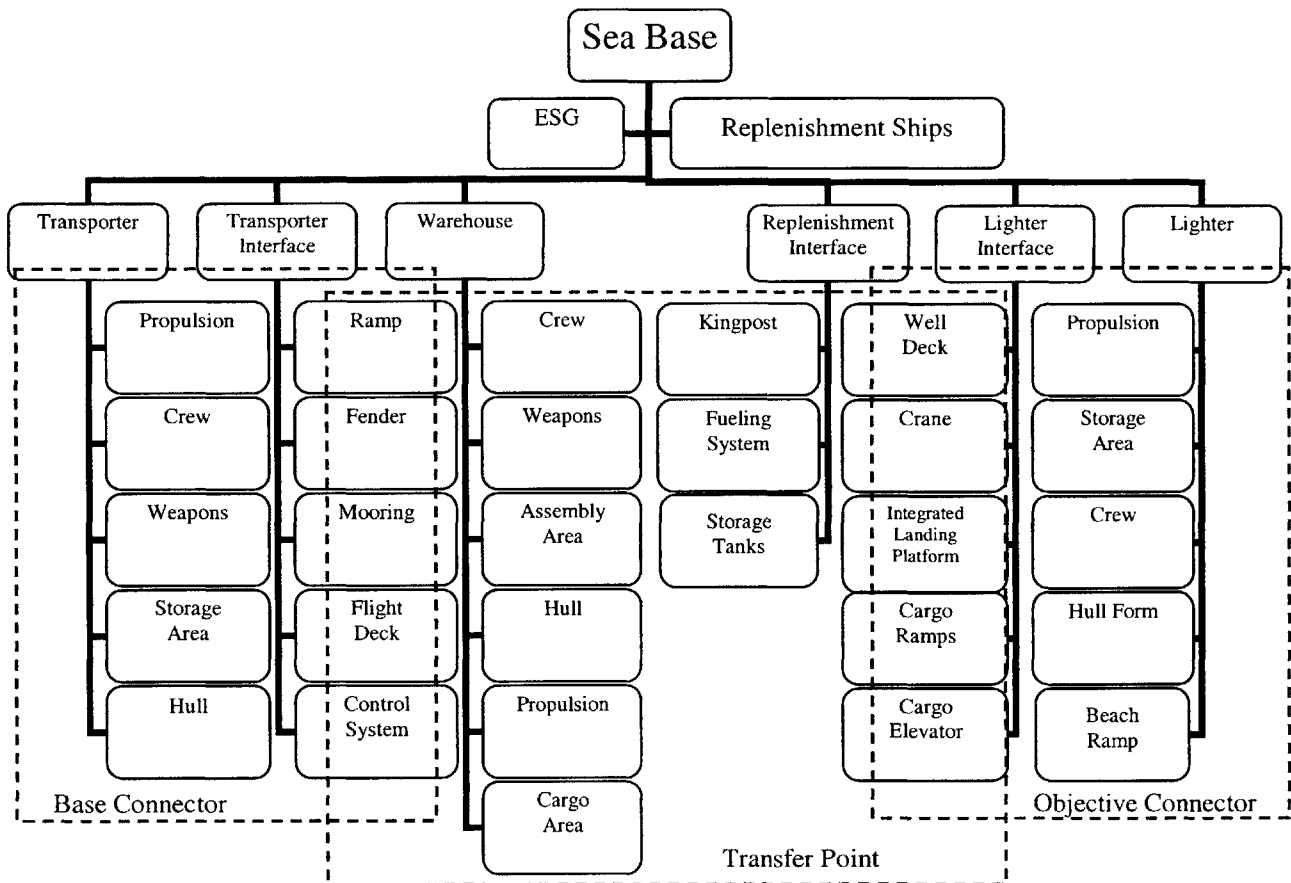 Sea Base
ESG
Replenishment Ships
Transporter
Transporter
Interface
Warehouse
Replenishment
Interface
Lighter
Interface
Lighter
Propulsion
Crew
Weapons
Storage
Area
Hull
Ramp
Fender
Mooring
Flight
Deck
Control
System
Crew
Weapons
Assembly
Area
Hull
Propulsion
Cargo
Area
Kingpost
Fueling
System
Storage
Tanks
Well
Deck
Crane
Integrated
Landing
Platform
Cargo
Ramps
Cargo
Elevator
Propulsion
Storage
Area
Crew
Hull Form
Beach
Ramp
Base Connector
Transfer Point
Objective Connector